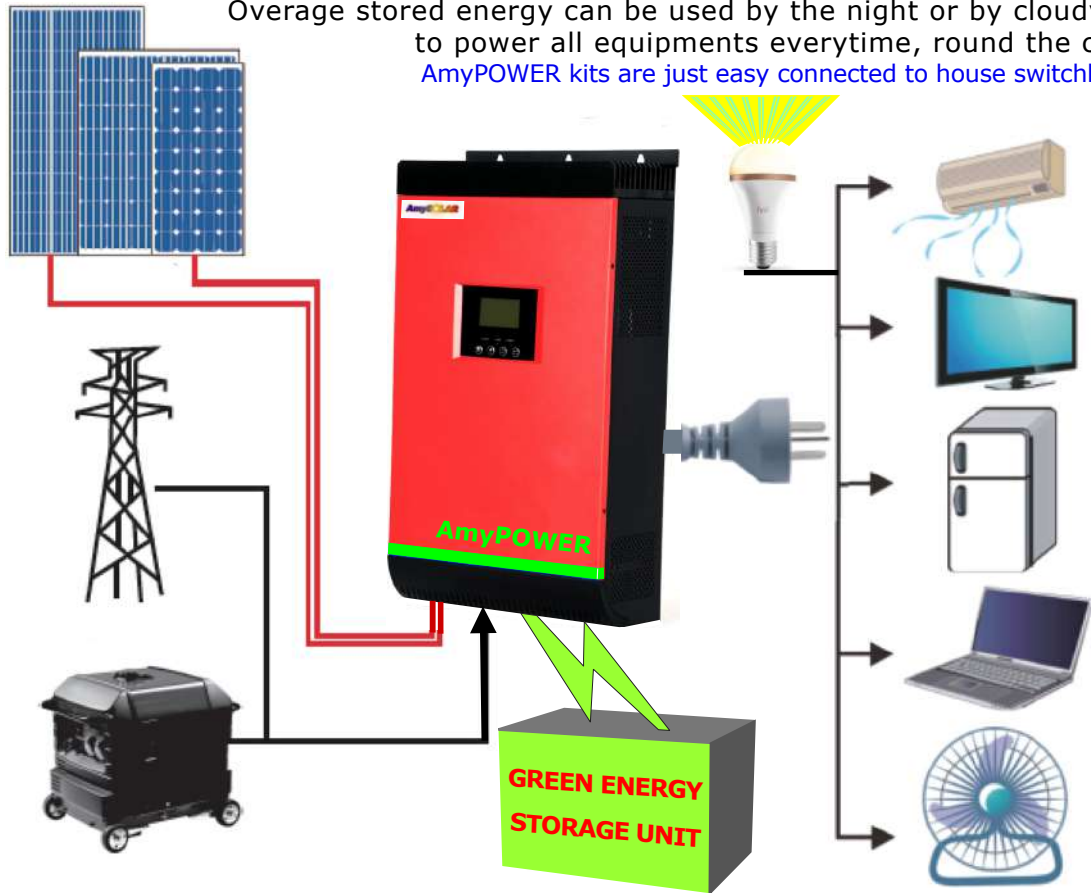 Overage stored energy can be used by the night or by cloudy
to power all equipments everytime, round the
AmyPOWER kits are just easy connected to house
AmySOLAR
AmyPOWER
GREEN ENERGY
STORAGE UNIT